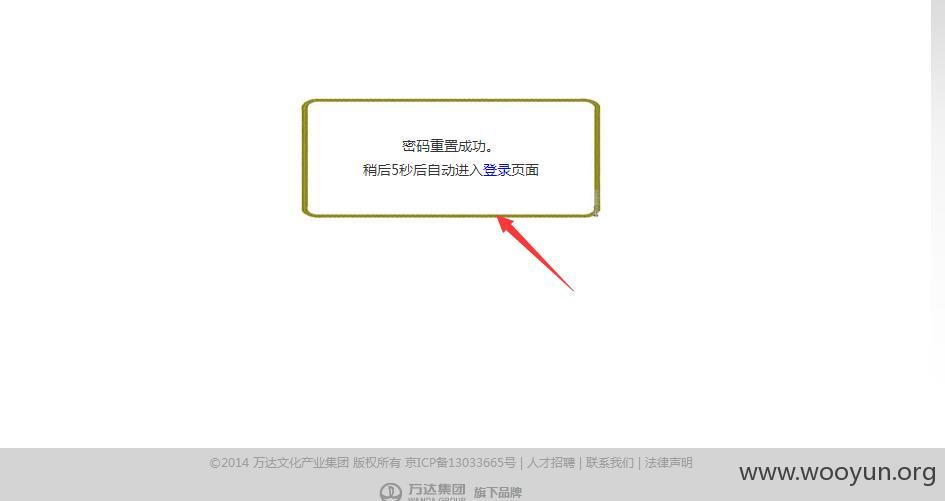 密码重置成功。
稍后5秒后自动进入登录页面
©2014 万达文化产业集团 版权所有 京ICP备13033665号 | 人才招聘 | 联系我们 | 法律声明
www.wooyun.org
万达集团 旗下品牌
WANDA GROUP